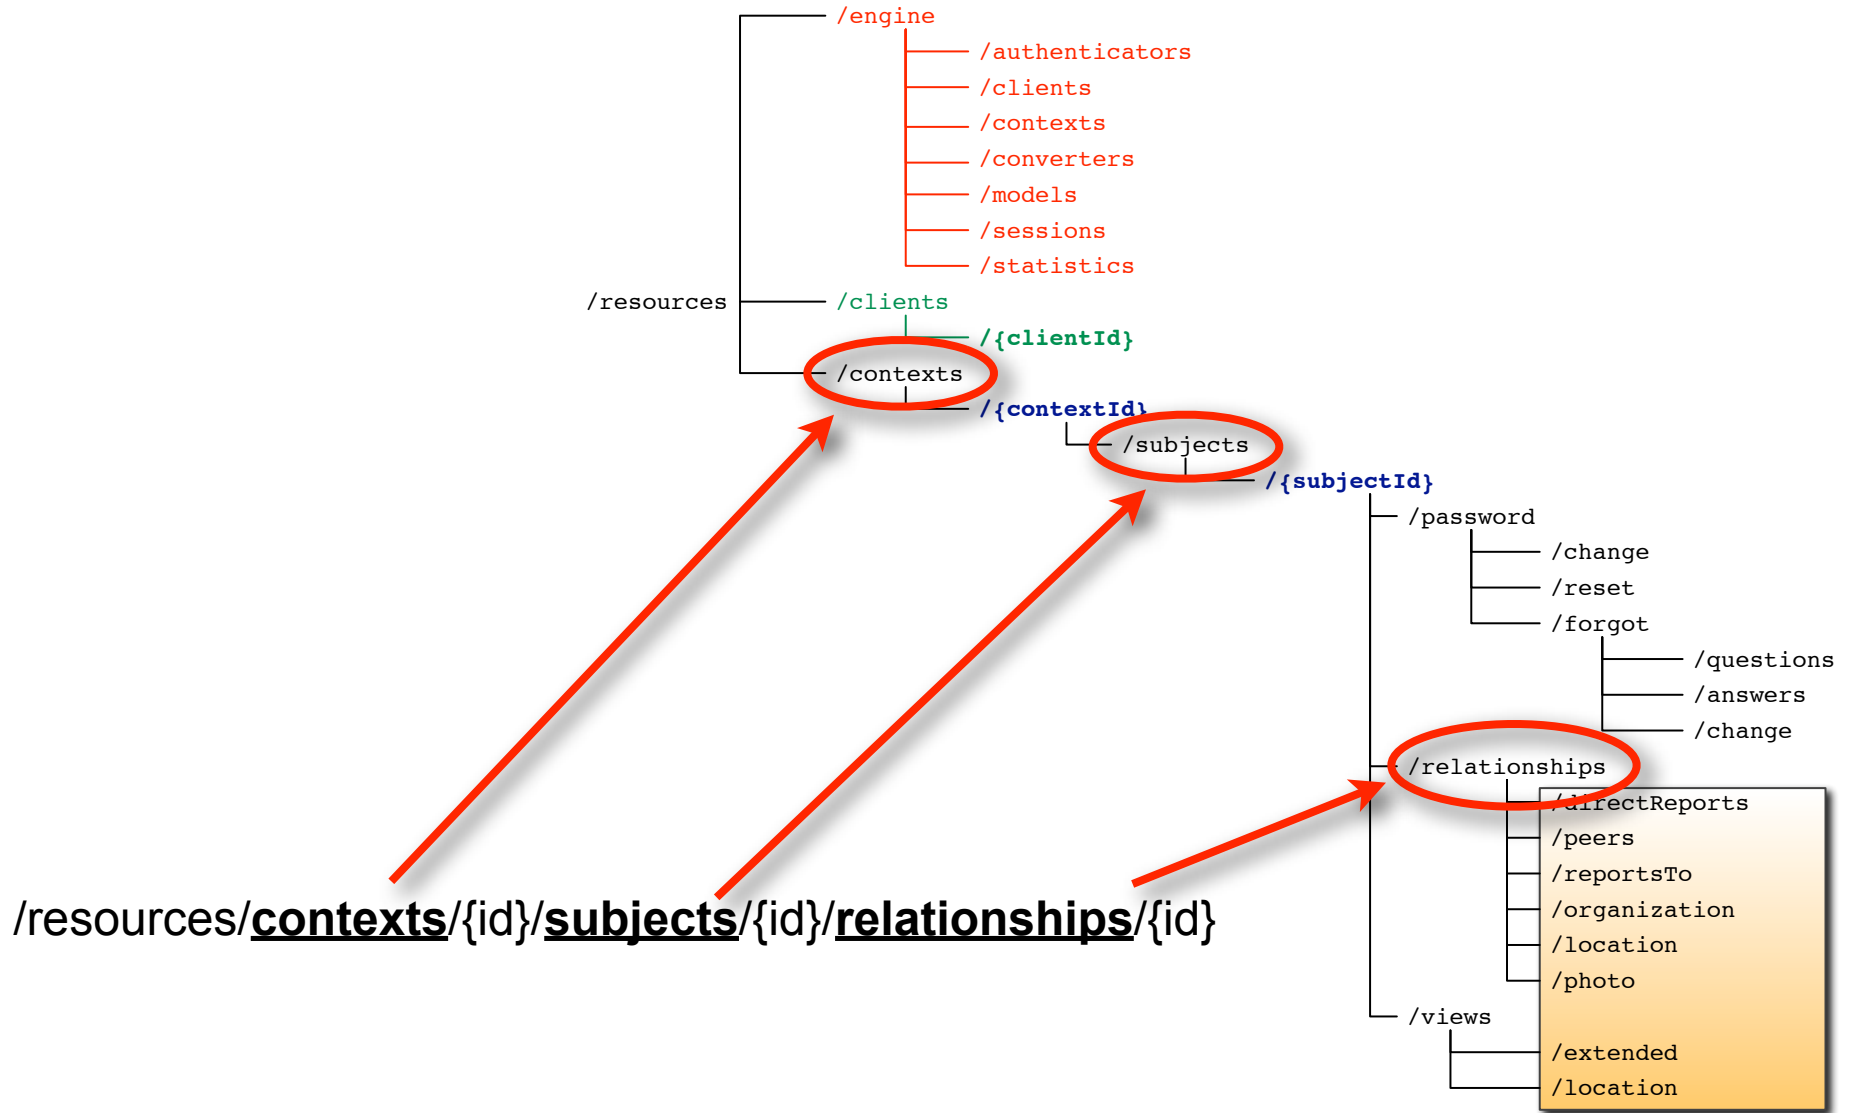 /engine
/authenticators
/clients
/contexts
/converters
/models
/sessions
/statistics
/resources
/clients
/{clientId}
/contexts
/{contextId}
/subjects
/{subjectId}
/password
/change
/reset
/forgot
/questions
/answers
/change
/relationships
/directReports
/peers
/reportsTo
/organization
/location
/photo
/views
/extended
/location
/resources/contexts/{id}/subjects/{id}/relationships/{id}